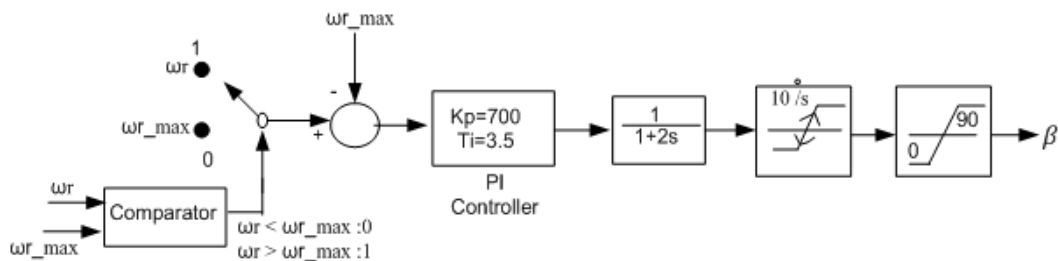 ωr_max
1
ωr
-
ωr_max
0
+
ωr
Comparator
ωr_max
ωr < ωr_max :0
ωr > ωr_max :1
Kp=700
Ti=3.5
PI
Controller
1
1+2s
10°/s
90
0
β